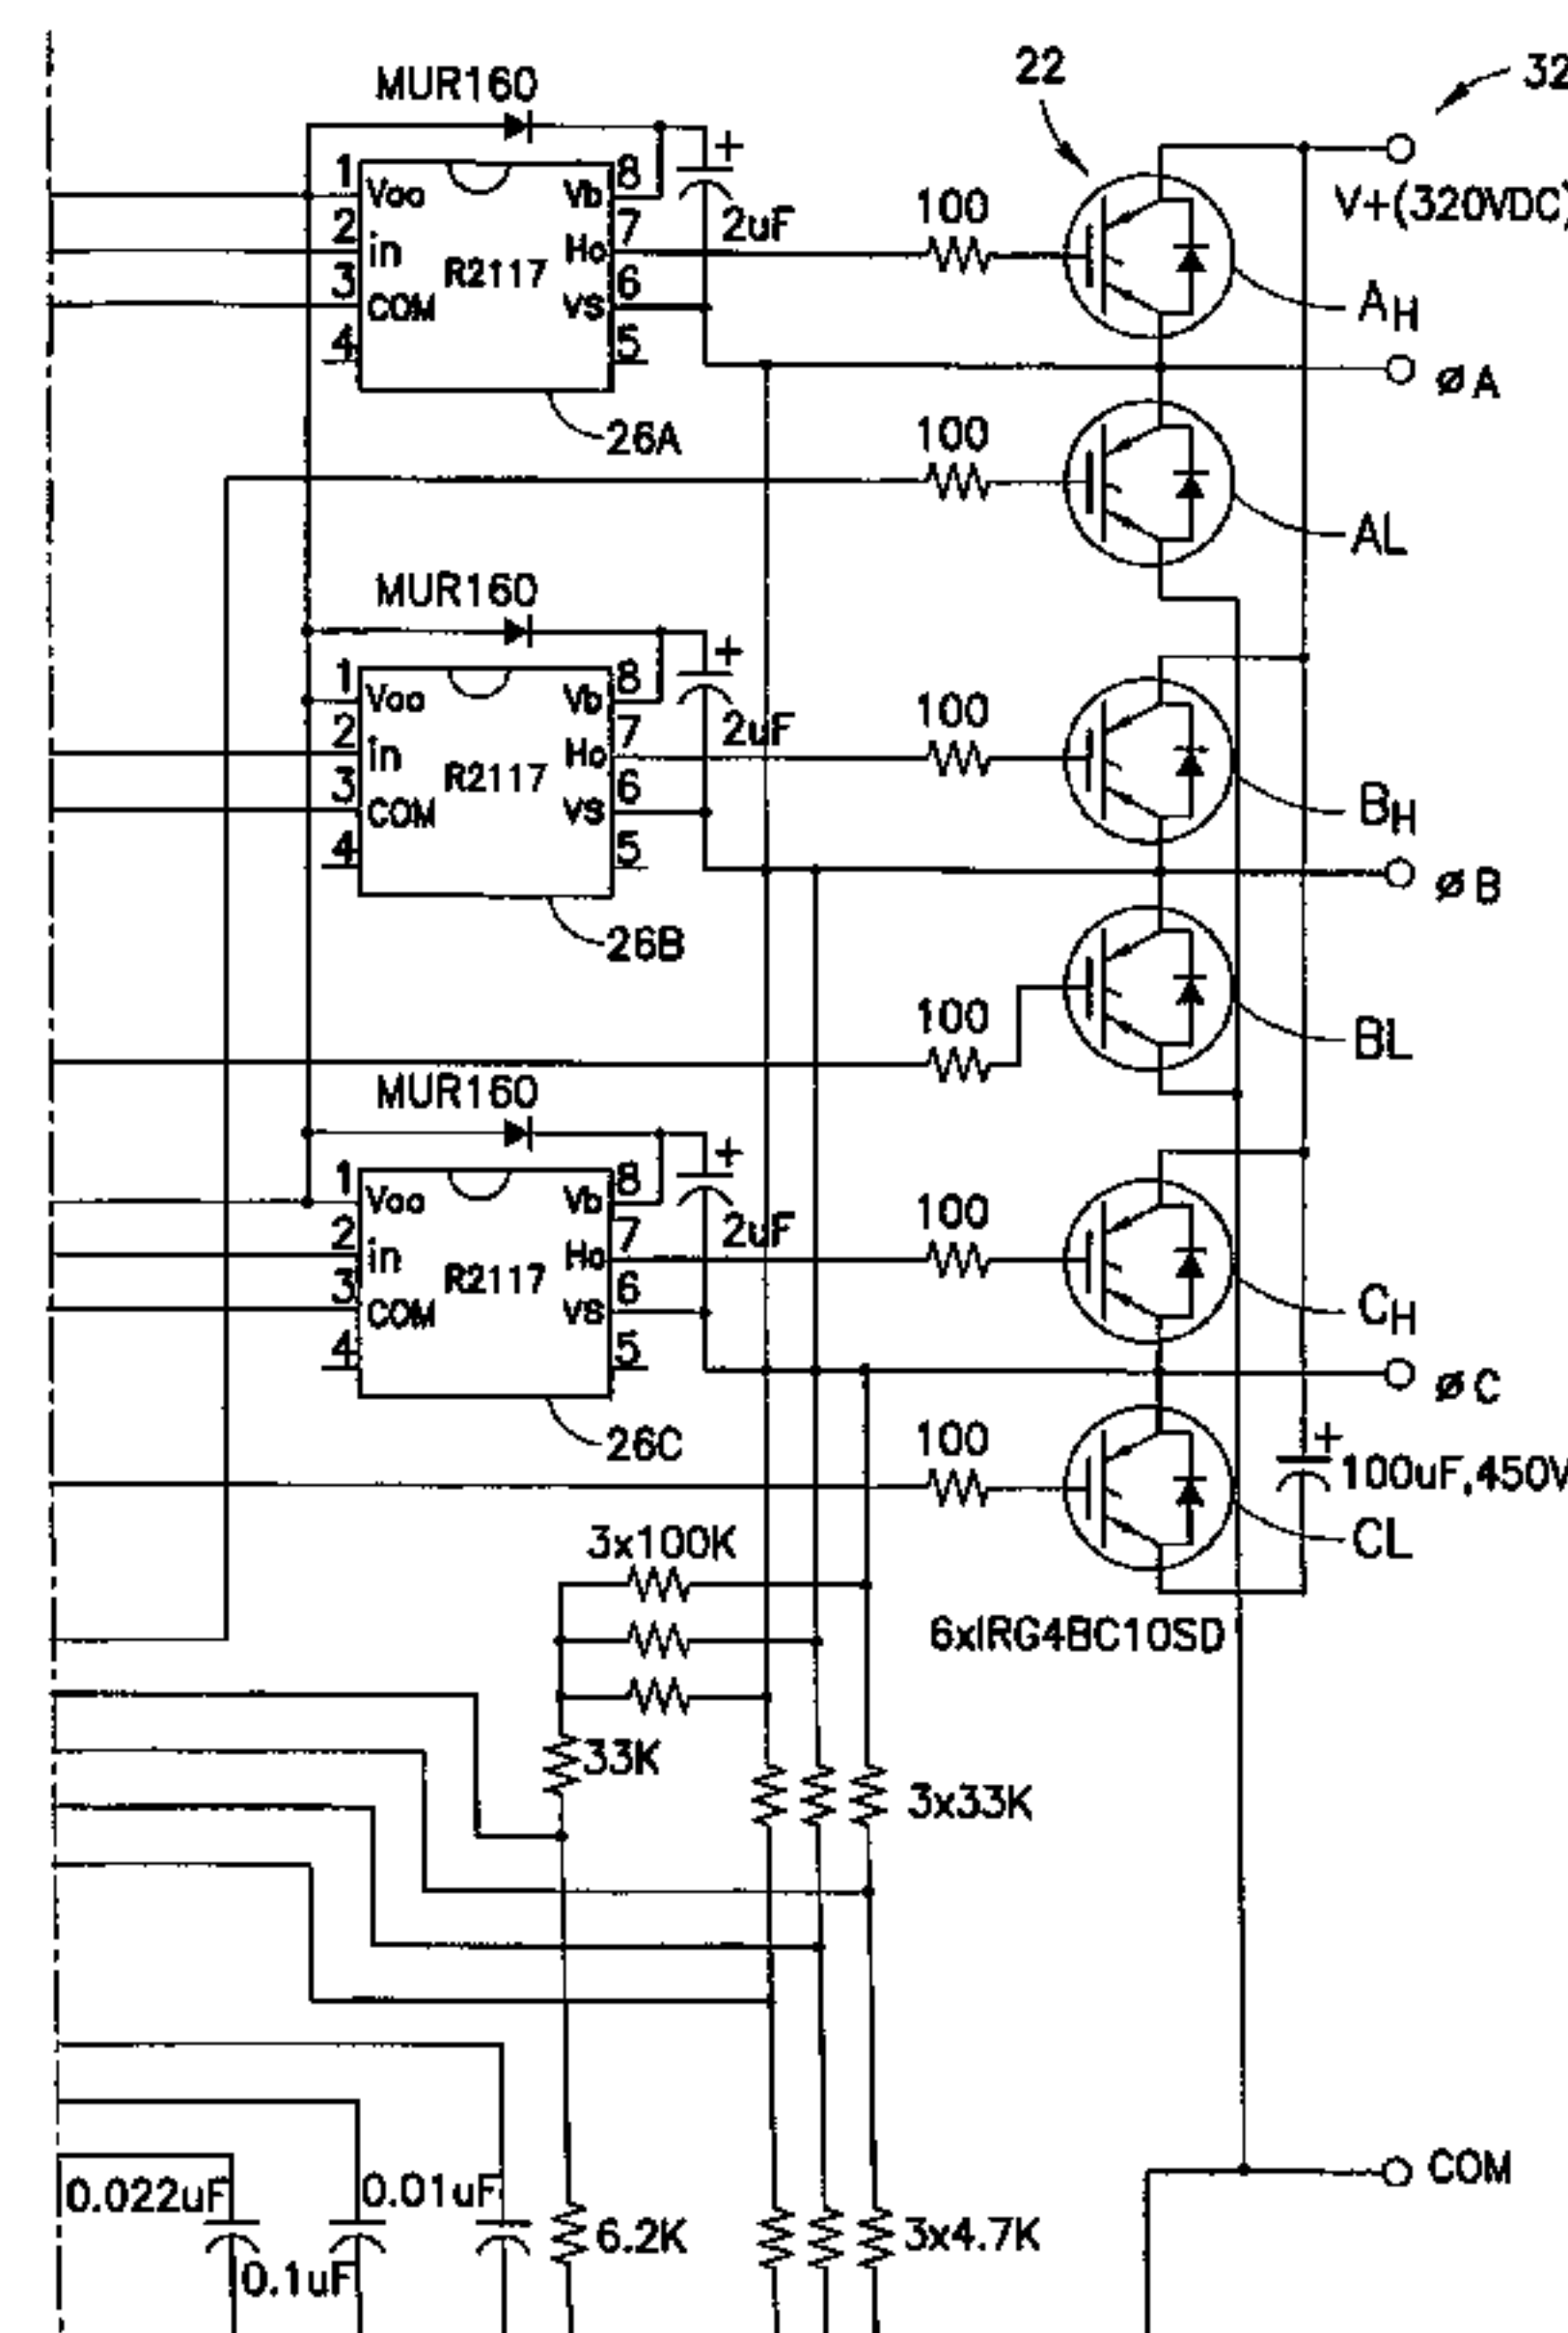 MUR160
22
32
1 Vaa
Vb 8
2 in
Ho 7
3 COM
R2117
VS 6
4
5
+
2uF
100
V+(320VDC)
AH
øA
26A
100
AL
MUR160
1 Vaa
Vb 8
2 in
Ho 7
3 COM
R2117
VS 6
4
5
+
2uF
100
BH
øB
26B
100
BL
MUR160
1 Vaa
Vb 8
2 in
Ho 7
3 COM
R2117
VS 6
4
5
+
2uF
100
CH
øC
26C
100
+
100uF,450V
CL
3x100K
6xIRG4BC10SD
33K
3x33K
COM
0.022uF
0.01uF
6.2K
3x4.7K
0.1uF